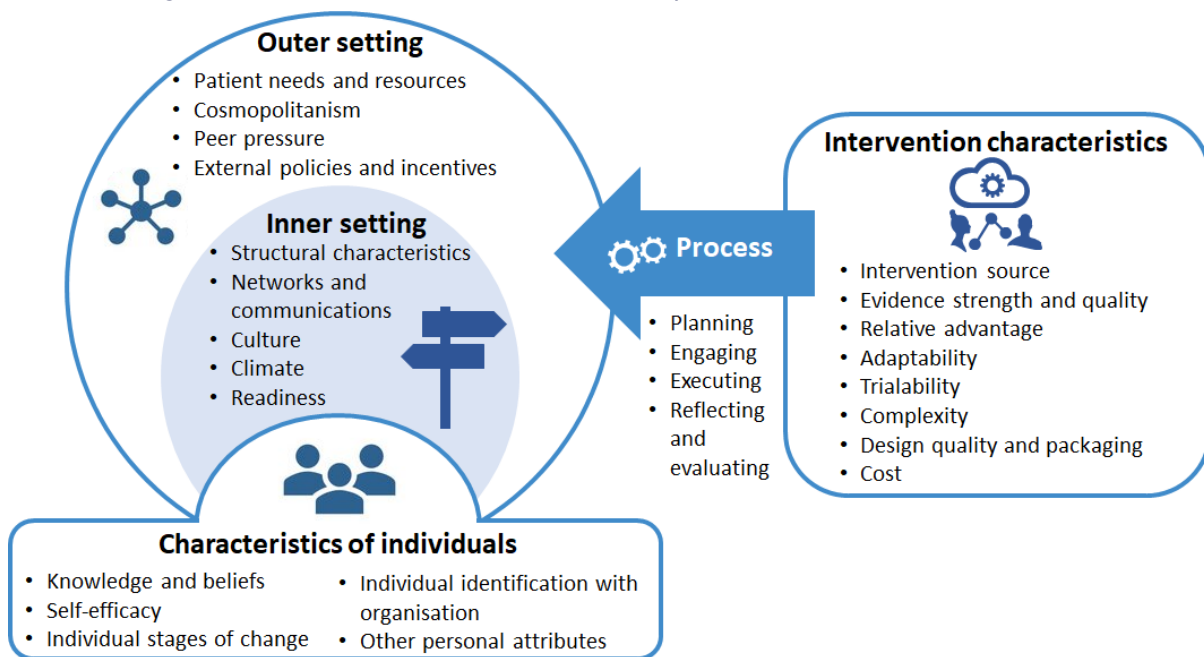 Outer setting
• Patient needs and resources
• Cosmopolitanism
• Peer pressure
• External policies and incentives
Inner setting
• Structural characteristics
• Networks and
communications
• Culture
• Climate
• Readiness
Characteristics of individuals
• Knowledge and beliefs
• Self-efficacy
• Individual stages of change
• Individual identification with
organisation
• Other personal attributes
Process
• Planning
• Engaging
• Executing
• Reflecting
and
evaluating
Intervention characteristics
• Intervention source
• Evidence strength and quality
• Relative advantage
• Adaptability
• Trialability
• Complexity
• Design quality and packaging
• Cost